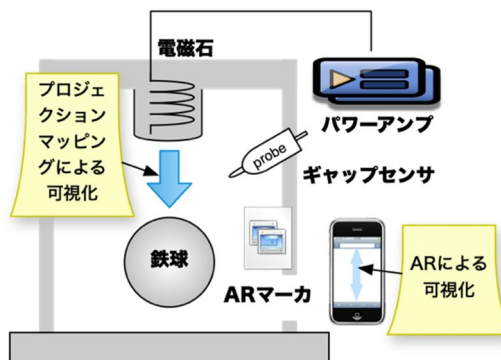 電磁石
プロジェ
クション
マッピン
グによる
可視化
パワーアンプ
probe
ギャップセンサ
鉄球
ARマーカ
ARによる
可視化